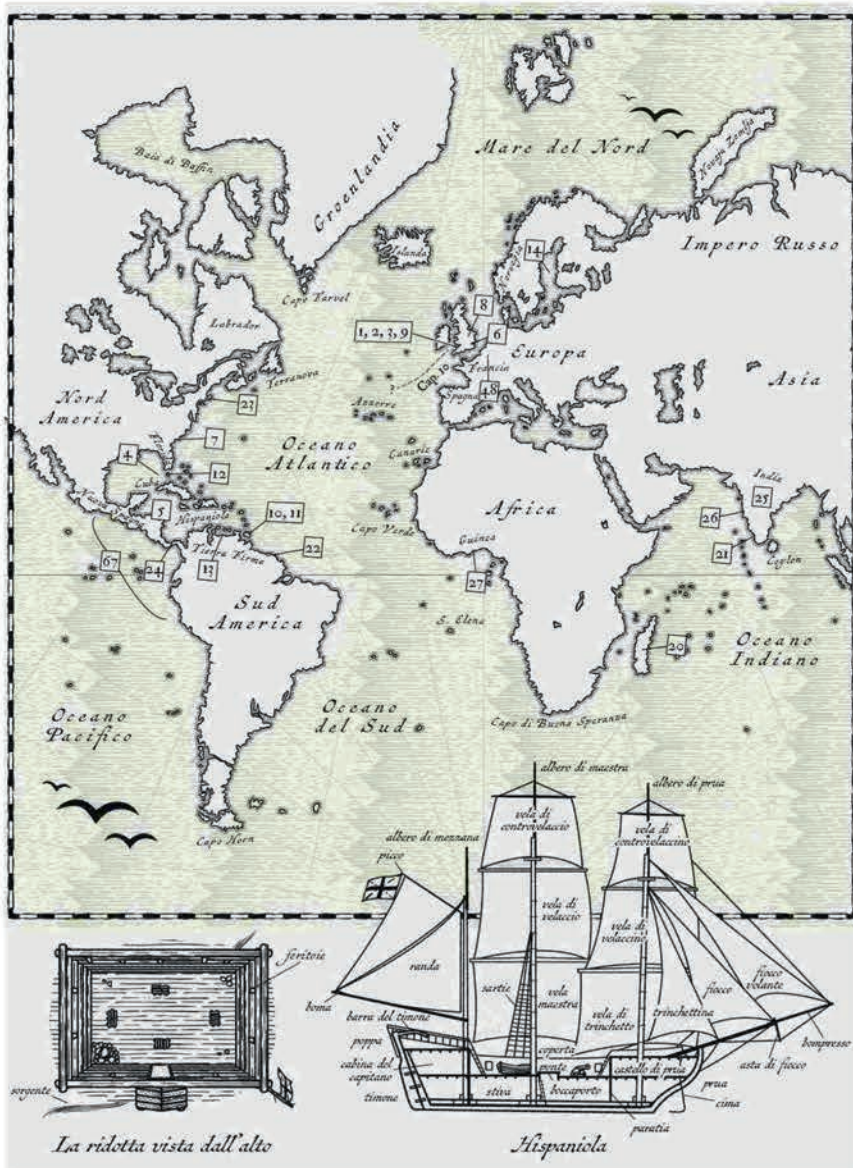 Baia di Baffin
Groenlandia
Mare del Nord
Novaja Zemlja
Impero Russo
Islanda
Norvegia
14
Capo Farvel
Labrador
8
1, 2, 3, 9
6
Europa
Terranova
Cap 10
Francia
Asia
Nord
America
23
Azzorre
Spagna
48
7
Oceano
Atlantico
4
Canarie
Cuba
12
India
25
Africa
5
Hispaniola
Capo Verde
26
10, 11
Guinea
21
Ceylon
67
24
Tierra Firme
22
13
27
Sud
America
S. Elena
20
Oceano
Indiano
Oceano
Pacifico
Oceano
del Sud
Capo di Buona Speranza
Capo Horn
albero di maestra
albero di prua
vela di
controvelaccio
vela di
controvelaccino
albero di mezzana
picco
vela di
velaccio
vela di
velaccino
feritoie
randa
sartie
vela
maestra
vela di
trinchetto
trinchettina
fiocco
fiocco
volante
boma
barra del timone
poppa
cabina del
capitano
timone
coperta
ponte
castello di prua
stiva
boccaporto
bompresso
asta di fiocco
prua
cima
paratia
sorgente
La ridotta vista dall'alto
Hispaniola